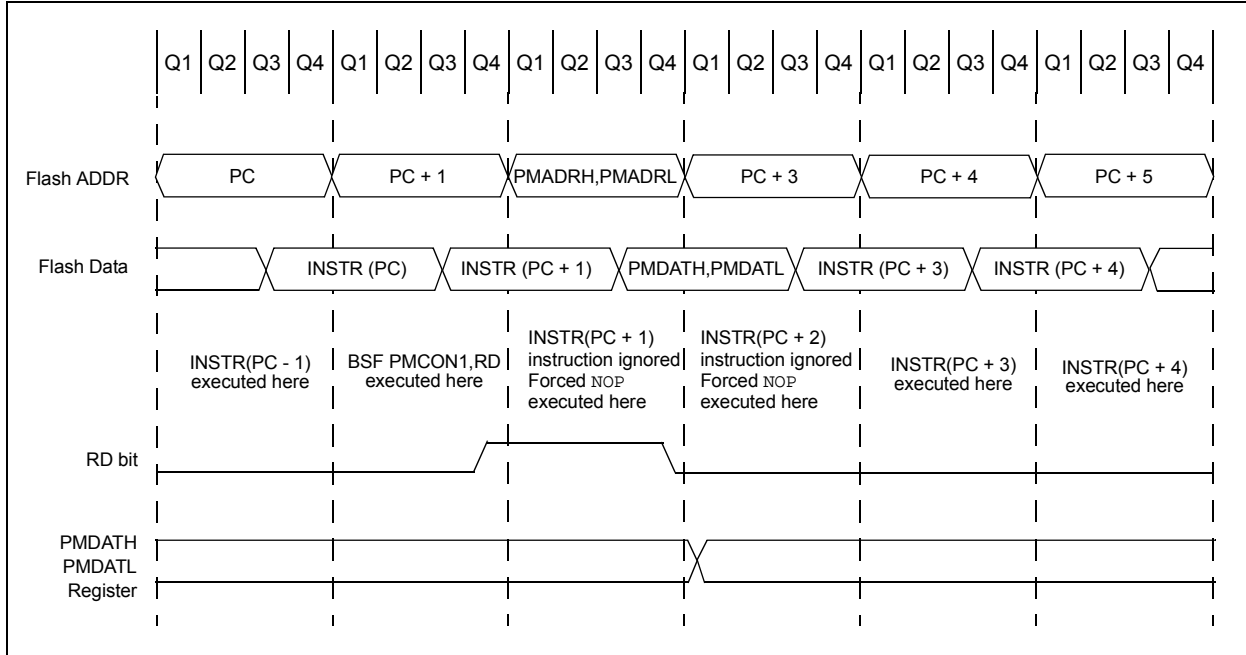 Q1 Q2 Q3 Q4 Q1 Q2 Q3 Q4 Q1 Q2 Q3 Q4 Q1 Q2 Q3 Q4 Q1 Q2 Q3 Q4 Q1 Q2 Q3 Q4
Flash ADDR PC PC + 1 PMADRH,PMADRL PC + 3 PC + 4 PC + 5
Flash Data INSTR (PC) INSTR (PC + 1) PMDATH,PMDATL INSTR (PC + 3) INSTR (PC + 4)
INSTR(PC - 1)
executed here
BSF PMCON1,RD
executed here
INSTR(PC + 1)
instruction ignored
Forced NOP
executed here
INSTR(PC + 2)
instruction ignored
Forced NOP
executed here
INSTR(PC + 3)
executed here
INSTR(PC + 4)
executed here
RD bit
PMDATH
PMDATL
Register